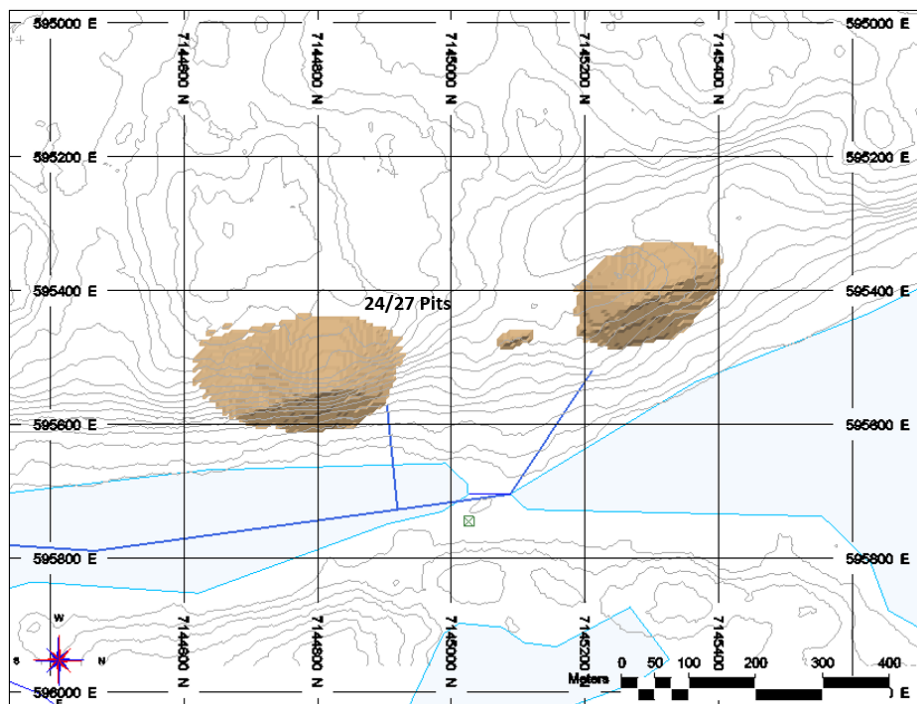 595000 E
595000 E
7144600 N
7144800 N
7145000 N
7145200 N
7145400 N
595200 E
595200 E
595400 E
24/27 Pits
595400 E
595600 E
595600 E
595800 E
595800 E
7144600 N
7144800 N
7145000 N
7145200 N
7145400 N
W
S
N
E
596000 E
0 50 100 200 300 400
Meters